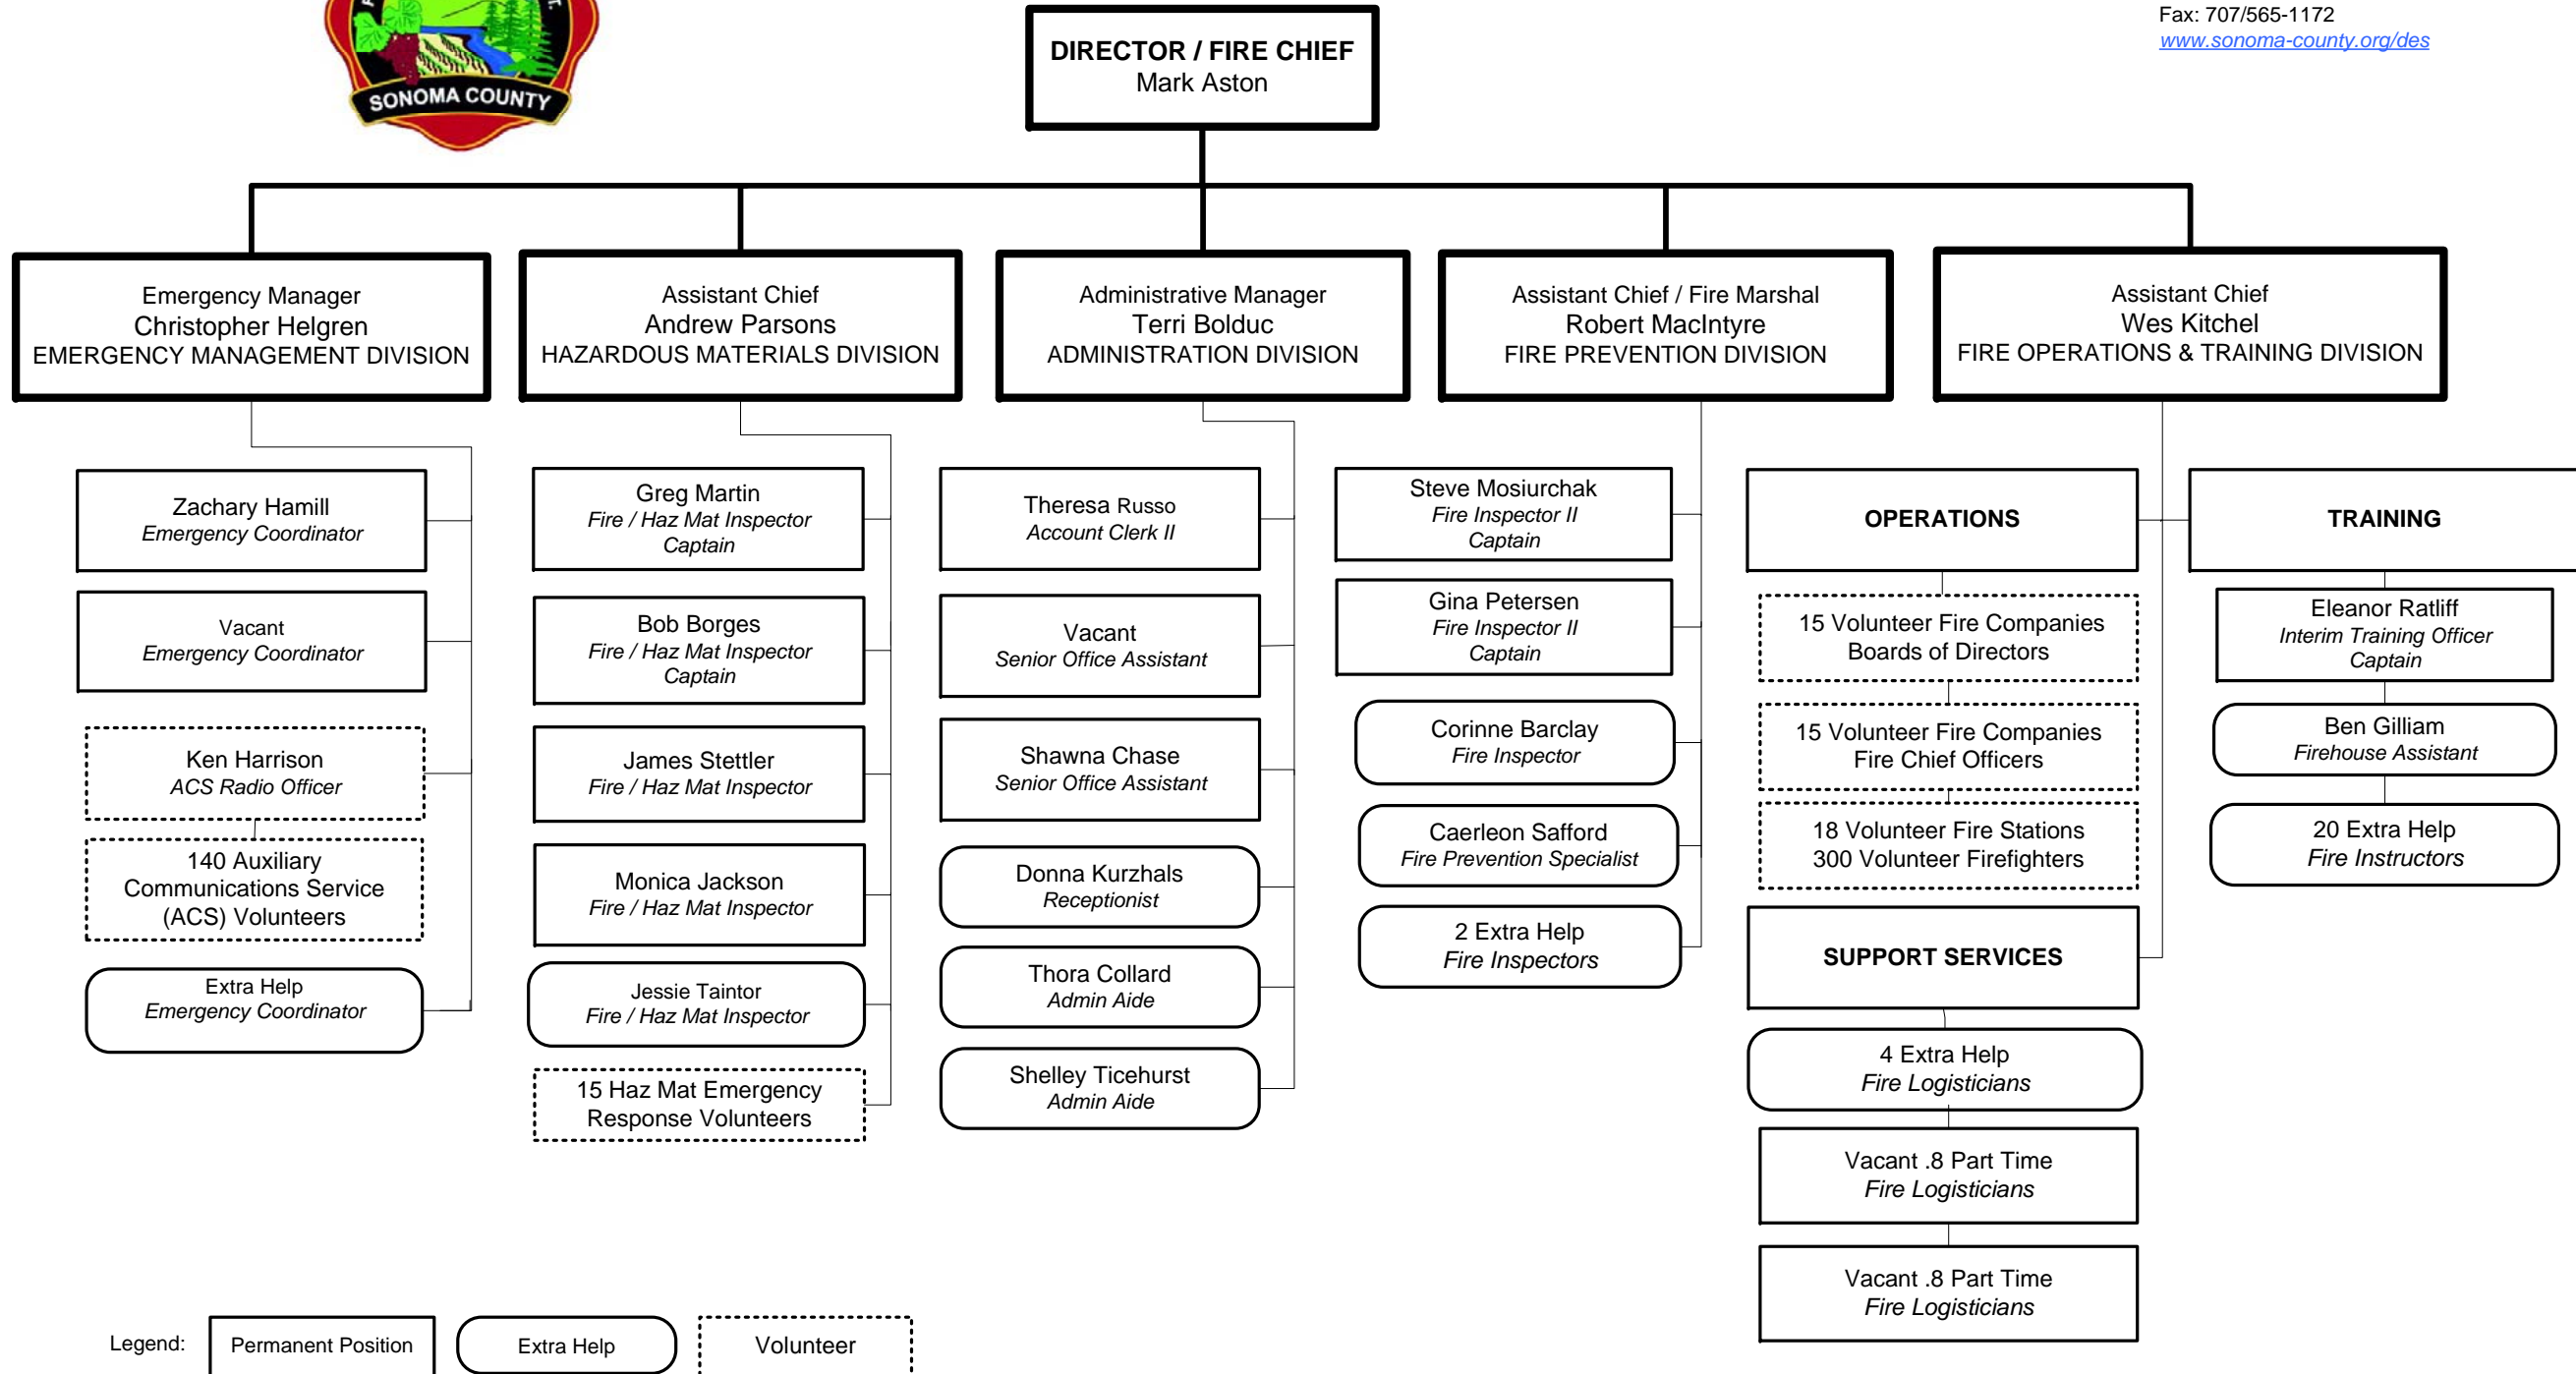 SONOMA COUNTY
Fax: 707/565-1172
www.sonoma-county.org/des
DIRECTOR / FIRE CHIEF
Mark Aston
Emergency Manager
Christopher Helgren
EMERGENCY MANAGEMENT DIVISION
Assistant Chief
Andrew Parsons
HAZARDOUS MATERIALS DIVISION
Administrative Manager
Terri Bolduc
ADMINISTRATION DIVISION
Assistant Chief / Fire Marshal
Robert MacIntyre
FIRE PREVENTION DIVISION
Assistant Chief
Wes Kitchel
FIRE OPERATIONS & TRAINING DIVISION
Zachary Hamill
Emergency Coordinator
Vacant
Emergency Coordinator
Ken Harrison
ACS Radio Officer
140 Auxiliary
Communications Service
(ACS) Volunteers
Extra Help
Emergency Coordinator
Greg Martin
Fire / Haz Mat Inspector
Captain
Bob Borges
Fire / Haz Mat Inspector
Captain
James Stettler
Fire / Haz Mat Inspector
Monica Jackson
Fire / Haz Mat Inspector
Jessie Taintor
Fire / Haz Mat Inspector
15 Haz Mat Emergency
Response Volunteers
Theresa Russo
Account Clerk II
Vacant
Senior Office Assistant
Shawna Chase
Senior Office Assistant
Donna Kurzhals
Receptionist
Thora Collard
Admin Aide
Shelley Ticehurst
Admin Aide
Steve Mosiurchak
Fire Inspector II
Captain
Gina Petersen
Fire Inspector II
Captain
Corinne Barclay
Fire Inspector
Caerleon Safford
Fire Prevention Specialist
2 Extra Help
Fire Inspectors
OPERATIONS
15 Volunteer Fire Companies
Boards of Directors
15 Volunteer Fire Companies
Fire Chief Officers
18 Volunteer Fire Stations
300 Volunteer Firefighters
SUPPORT SERVICES
4 Extra Help
Fire Logisticians
Vacant .8 Part Time
Fire Logisticians
Vacant .8 Part Time
Fire Logisticians
TRAINING
Eleanor Ratliff
Interim Training Officer
Captain
Ben Gilliam
Firehouse Assistant
20 Extra Help
Fire Instructors
Legend:
Permanent Position
Extra Help
Volunteer